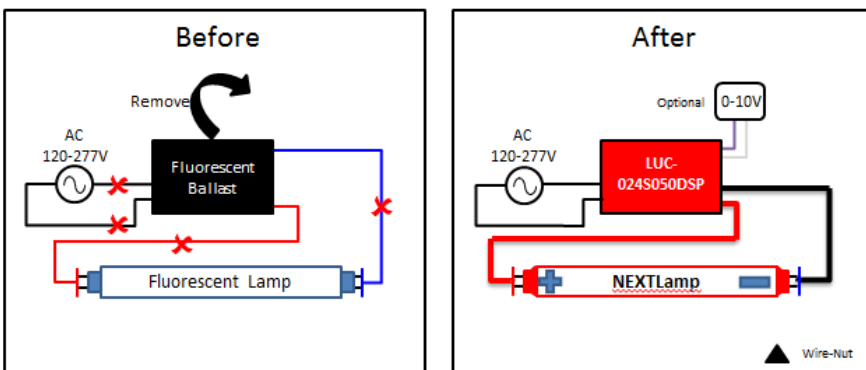 Before
Remove
AC
120-277V
Fluorescent
Ballast
Fluorescent Lamp
After
Optional
0-10V
AC
120-277V
LUC-
024S050DSP
NEXTLamp
Wire-Nut